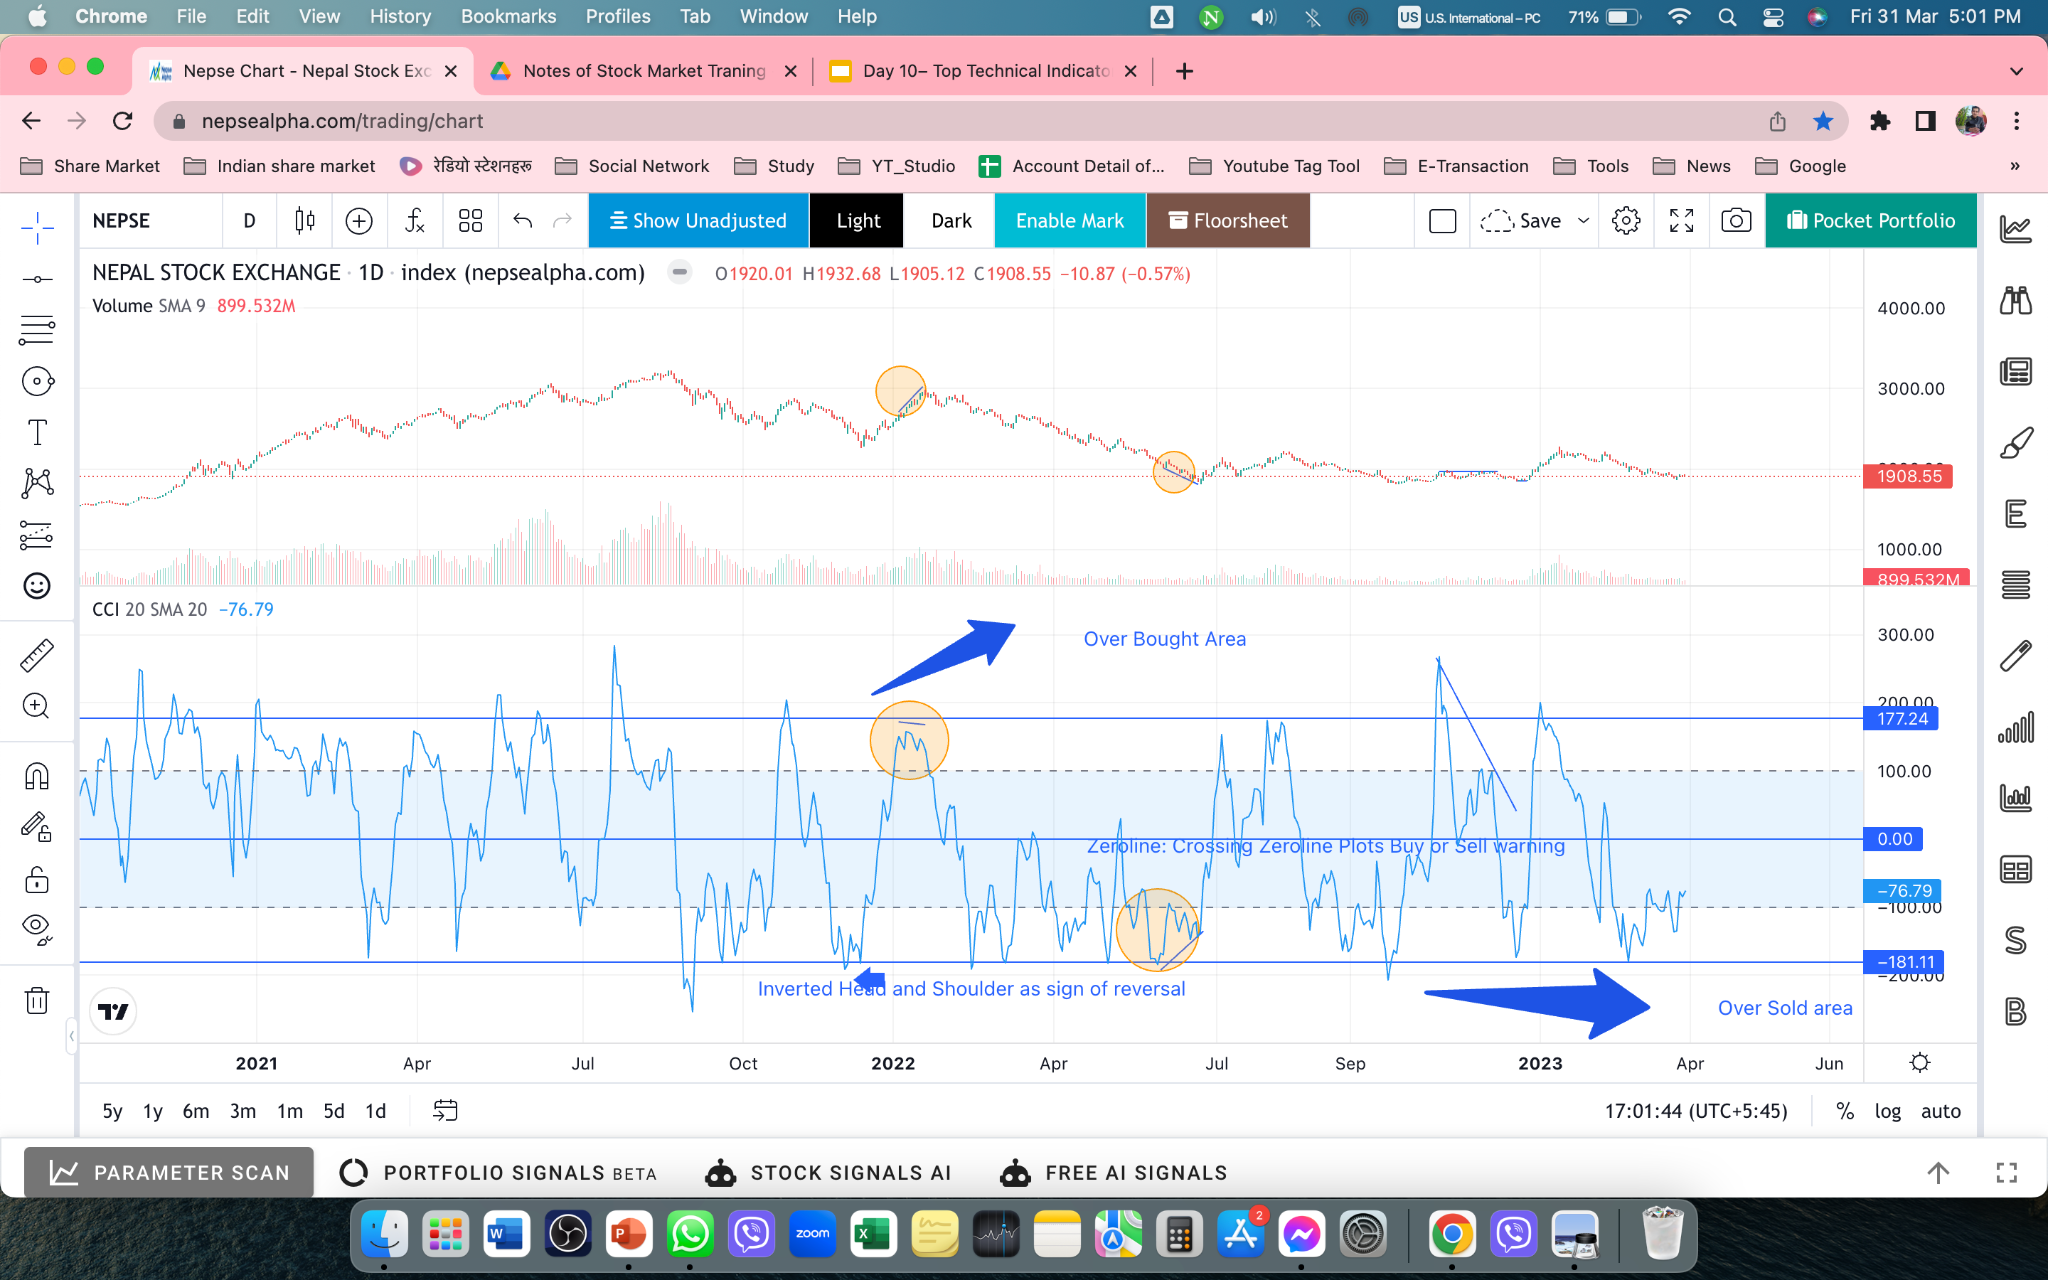 Chrome File Edit View History Bookmarks Profiles Tab Window Help N US U.S. International – PC 71% Fri 31 Mar 5:01 PM
Nepse Chart - Nepal Stock Exc Notes of Stock Market Traning Day 10– Top Technical Indicato
nepsealpha.com/trading/chart
Share Market Indian share market रेडियो स्टेशनहरू Social Network Study YT_Studio Account Detail of... Youtube Tag Tool E-Transaction Tools News Google »
NEPSE D Show Unadjusted Light Dark Enable Mark Floorsheet Save Pocket Portfolio
NEPAL STOCK EXCHANGE · 1D · index (nepsealpha.com) O1920.01 H1932.68 L1905.12 C1908.55 −10.87 (−0.57%)
Volume SMA 9 899.532M
4000.00
3000.00
1908.55
1000.00
899.532M
CCI 20 SMA 20 −76.79
Over Bought Area
300.00
200.00
177.24
100.00
0.00
Zeroline: Crossing Zeroline Plots Buy or Sell warning
−76.79
−100.00
−181.11
−200.00
Inverted Head and Shoulder as sign of reversal
Over Sold area
2021 Apr Jul Oct 2022 Apr Jul Sep 2023 Apr Jun
5y 1y 6m 3m 1m 5d 1d 17:01:44 (UTC+5:45) % log auto
PARAMETER SCAN PORTFOLIO SIGNALS BETA STOCK SIGNALS AI FREE AI SIGNALS
E
S
B
W P zoom X 2